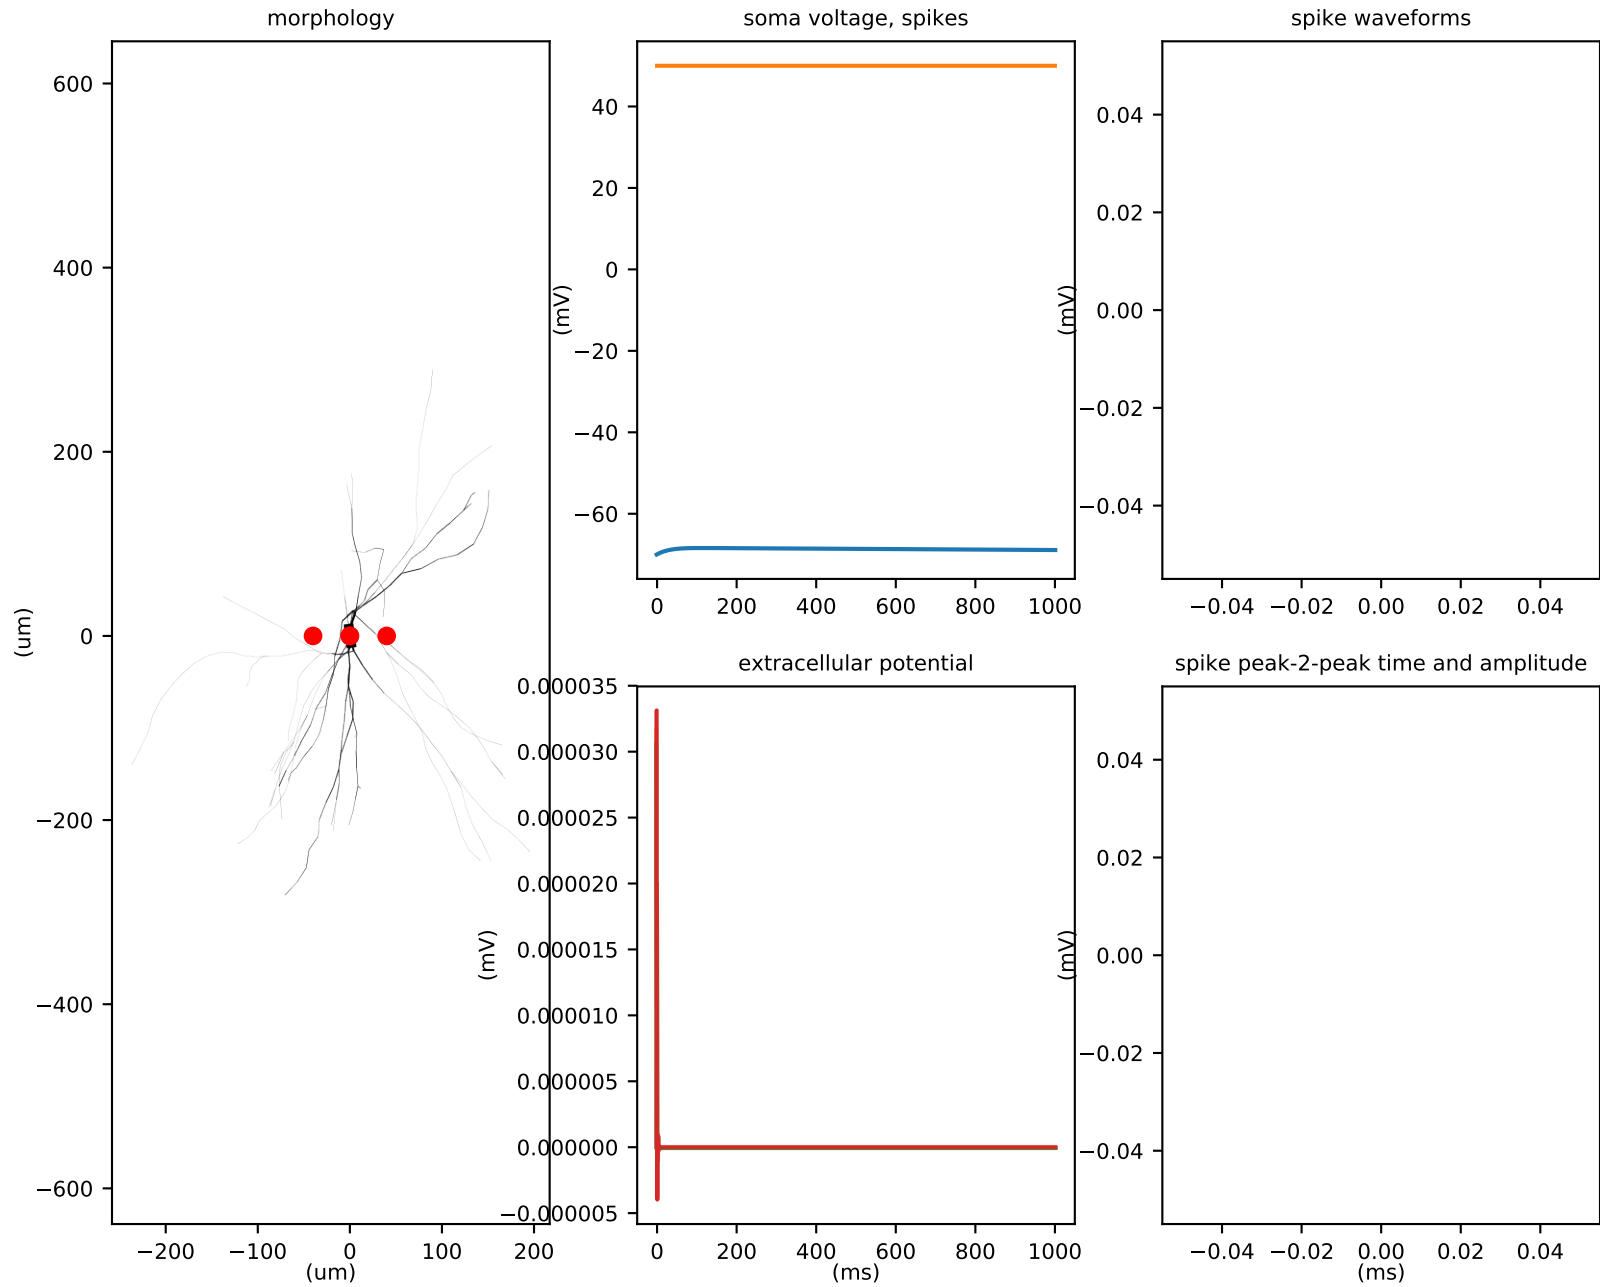 morphology
600
400
200
0
−200
−400
−600
(um)
−200 −100 0 100 200
(um)
soma voltage, spikes
40
20
0
−20
−40
−60
(mV)
0 200 400 600 800 1000
spike waveforms
0.04
0.02
0.00
−0.02
−0.04
(mV)
−0.04 −0.02 0.00 0.02 0.04
extracellular potential
0.000035
0.000030
0.000025
0.000020
0.000015
0.000010
0.000005
0.000000
−0.000005
(mV)
0 200 400 600 800 1000
(ms)
spike peak-2-peak time and amplitude
0.04
0.02
0.00
−0.02
−0.04
(mV)
−0.04 −0.02 0.00 0.02 0.04
(ms)